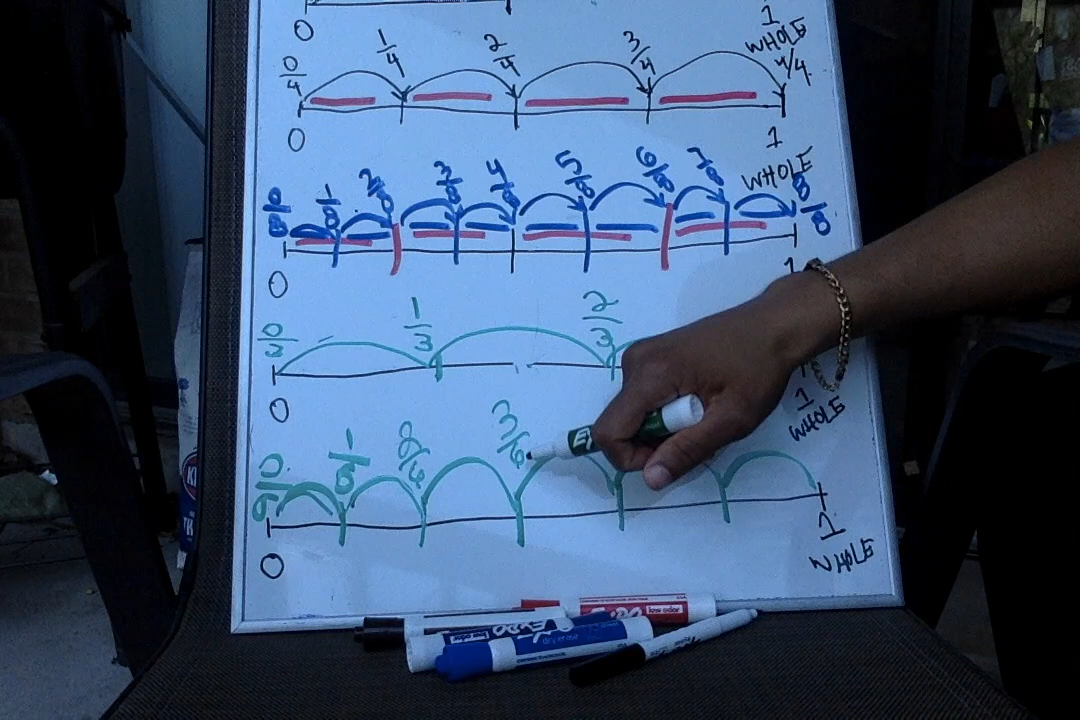 0 1 WHOLE
0/4 1/4 2/4 3/4 4/4
0 1 WHOLE
0/8 1/8 2/8 3/8 4/8 5/8 6/8 7/8 8/8
0 1
0/3 1/3 2/3
0 1 WHOLE
0/6 1/6 2/6 3/6
0 1 WHOLE
EXPO low odor
low odor